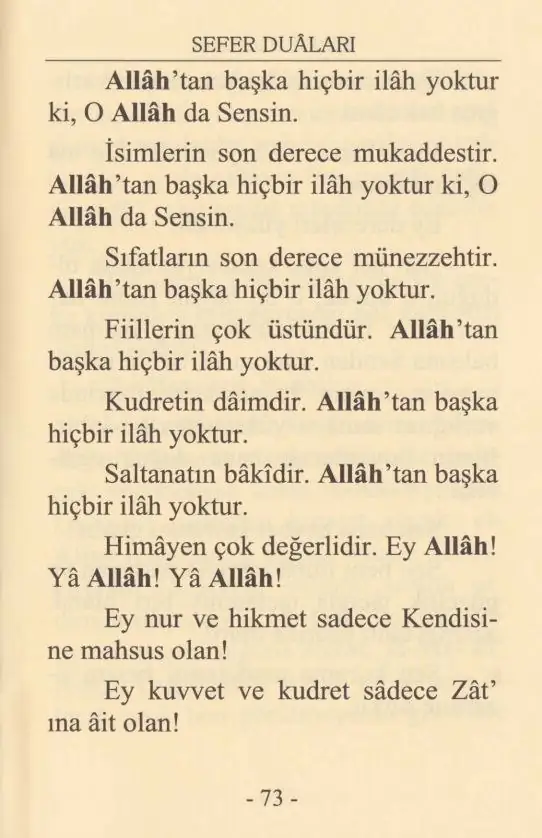 SEFER DUÂLARI
Allâh'tan başka hiçbir ilâh yoktur
ki, O Allâh da Sensin.
İsimlerin son derece mukaddestir.
Allâh'tan başka hiçbir ilâh yoktur ki, O
Allâh da Sensin.
Sıfatların son derece münezzehtir.
Allâh'tan başka hiçbir ilâh yoktur.
Fiillerin çok üstündür. Allâh'tan
başka hiçbir ilâh yoktur.
Kudretin dâimdir. Allâh'tan başka
hiçbir ilâh yoktur.
Saltanatın bâkîdir. Allâh'tan başka
hiçbir ilâh yoktur.
Himâyen çok değerlidir. Ey Allâh!
Yâ Allâh! Yâ Allâh!
Ey nur ve hikmet sadece Kendisi-
ne mahsus olan!
Ey kuvvet ve kudret sâdece Zât'
ına âit olan!
- 73 -